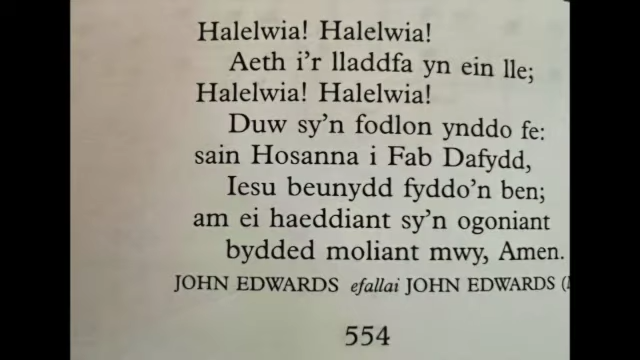 Halelwia! Halelwia!
Aeth i'r lladdfa yn ein lle;
Halelwia! Halelwia!
Duw sy'n fodlon ynddo fe:
sain Hosanna i Fab Dafydd,
Iesu beunydd fyddo'n ben;
am ei haeddiant sy'n ogoniant
bydded moliant mwy, Amen.
JOHN EDWARDS efallai JOHN EDWARDS
554